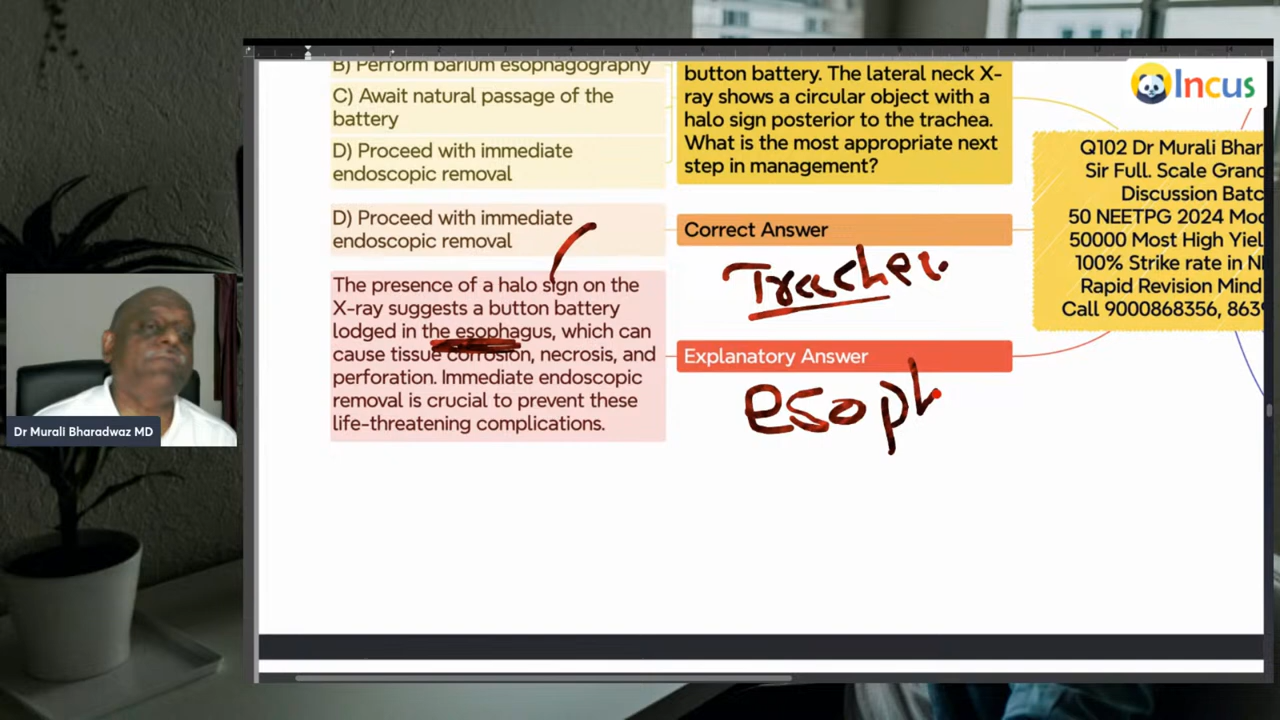 B) Perform barium esophagography
C) Await natural passage of the
battery
D) Proceed with immediate
endoscopic removal
D) Proceed with immediate
endoscopic removal
The presence of a halo sign on the
X-ray suggests a button battery
lodged in the esophagus, which can
cause tissue corrosion, necrosis, and
perforation. Immediate endoscopic
removal is crucial to prevent these
life-threatening complications.
button battery. The lateral neck X-
ray shows a circular object with a
halo sign posterior to the trachea.
What is the most appropriate next
step in management?
Correct Answer
Trachea
Explanatory Answer
esoph
Incus
Q102 Dr Murali Bhar
Sir Full. Scale Gran
Discussion Batc
50 NEETPG 2024 Moc
50000 Most High Yiel
100% Strike rate in N
Rapid Revision Mind
Call 9000868356, 863
Dr Murali Bharadwaz MD